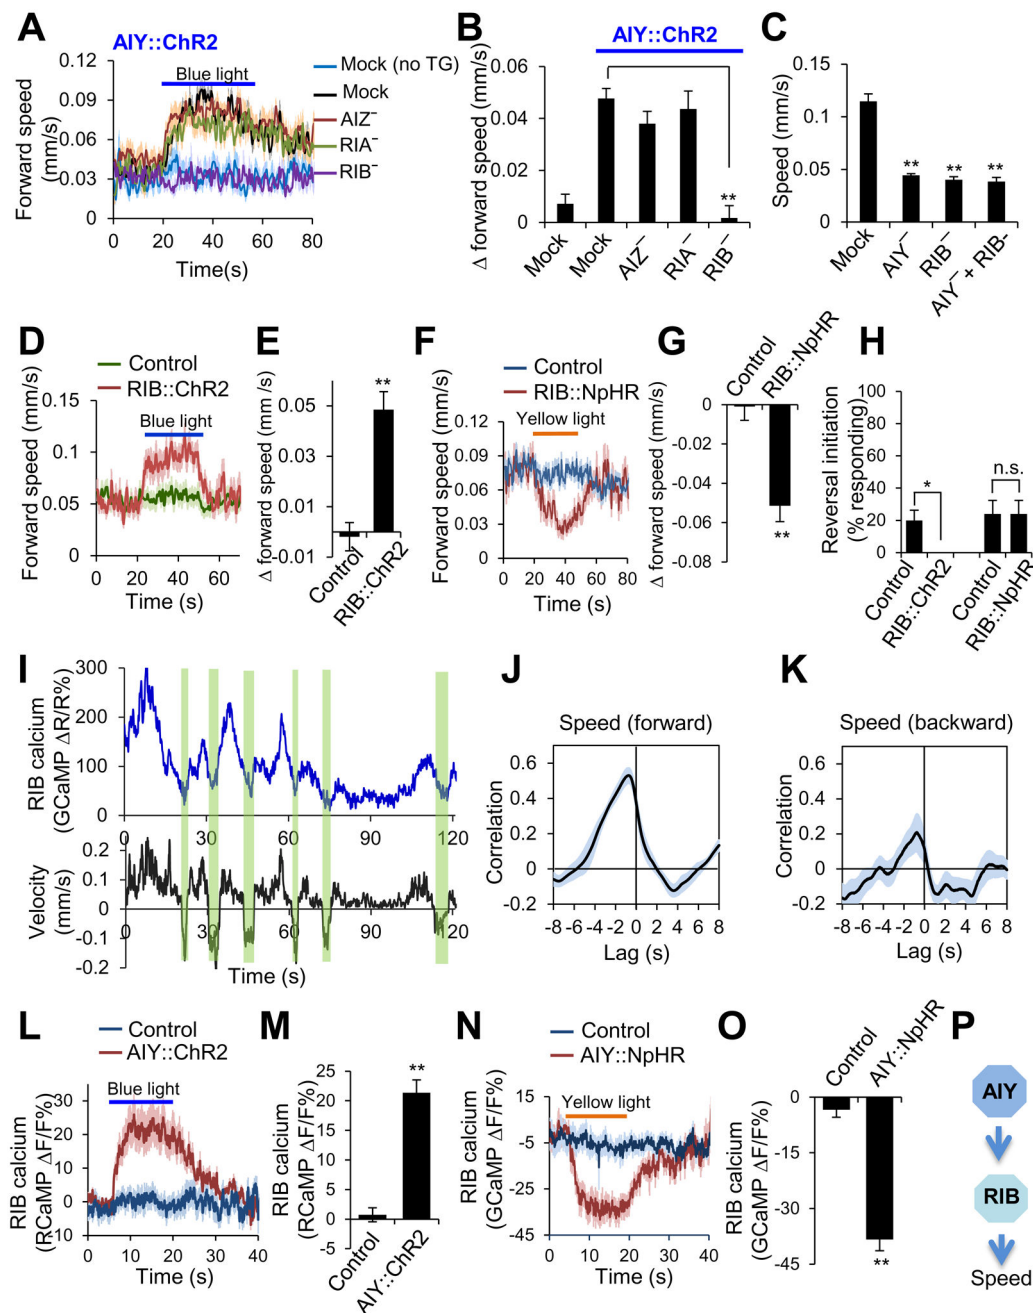 A
AIY::ChR2
Forward speed
(mm/s)
0.12
0.09
0.06
0.03
0
Blue light
0
20
40
60
80
Time(s)
Mock (no TG)
Mock
AIZ⁻
RIA⁻
RIB⁻
B
AIY::ChR2
Δ forward speed (mm/s)
0.06
0.04
0.02
0
**
Mock
Mock
AIZ⁻
RIA⁻
RIB⁻
C
Speed (mm/s)
0.15
0.10
0.05
0
**
**
**
Mock
AIY⁻
RIB⁻
AIY⁻+ RIB-
D
Control
RIB::ChR2
Forward speed (mm/s)
0.15
0.1
0.05
0
Blue light
0
20
40
60
Time (s)
E
Δ forward speed (mm /s)
0.05
0.03
0.01
-0.01
**
Control
RIB::ChR2
F
Control
RIB::NpHR
Forward speed (mm/s)
0.12
0.09
0.06
0.03
0
Yellow light
0
20
40
60
80
Time (s)
G
Control
RIB::NpHR
Δ forward speed (mm/s)
0
-0.02
-0.04
-0.06
-0.08
**
H
Reversal initiation
(% responding)
100
80
60
40
20
0
*
n.s.
Control
RIB::ChR2
Control
RIB::NpHR
I
RIB calcium
(GCaMP ΔR/R%)
300
200
100
0
0
30
60
90
120
Velocity
(mm/s)
0.2
0.1
0
-0.1
-0.2
0
30
60
90
120
Time (s)
J
Speed (forward)
Correlation
0.6
0.4
0.2
0
-0.2
-8
-6
-4
-2
0
2
4
6
8
Lag (s)
K
Speed (backward)
Correlation
0.6
0.4
0.2
0
-0.2
-8
-6
-4
-2
0
2
4
6
8
Lag (s)
L
Control
AIY::ChR2
RIB calcium
(RCaMP ΔF/F%)
30
20
10
0
-10
Blue light
0
10
20
30
40
Time (s)
M
RIB calcium
(RCaMP ΔF/F%)
25
20
15
10
5
0
-5
**
Control
AIY::ChR2
N
Control
AIY::NpHR
RIB calcium
(GCaMP ΔF/F%)
15
-5
-25
-45
Yellow light
0
10
20
30
40
Time (s)
O
Control
AIY::NpHR
RIB calcium
(GCaMP ΔF/F%)
0
-15
-30
-45
**
P
AIY
RIB
Speed